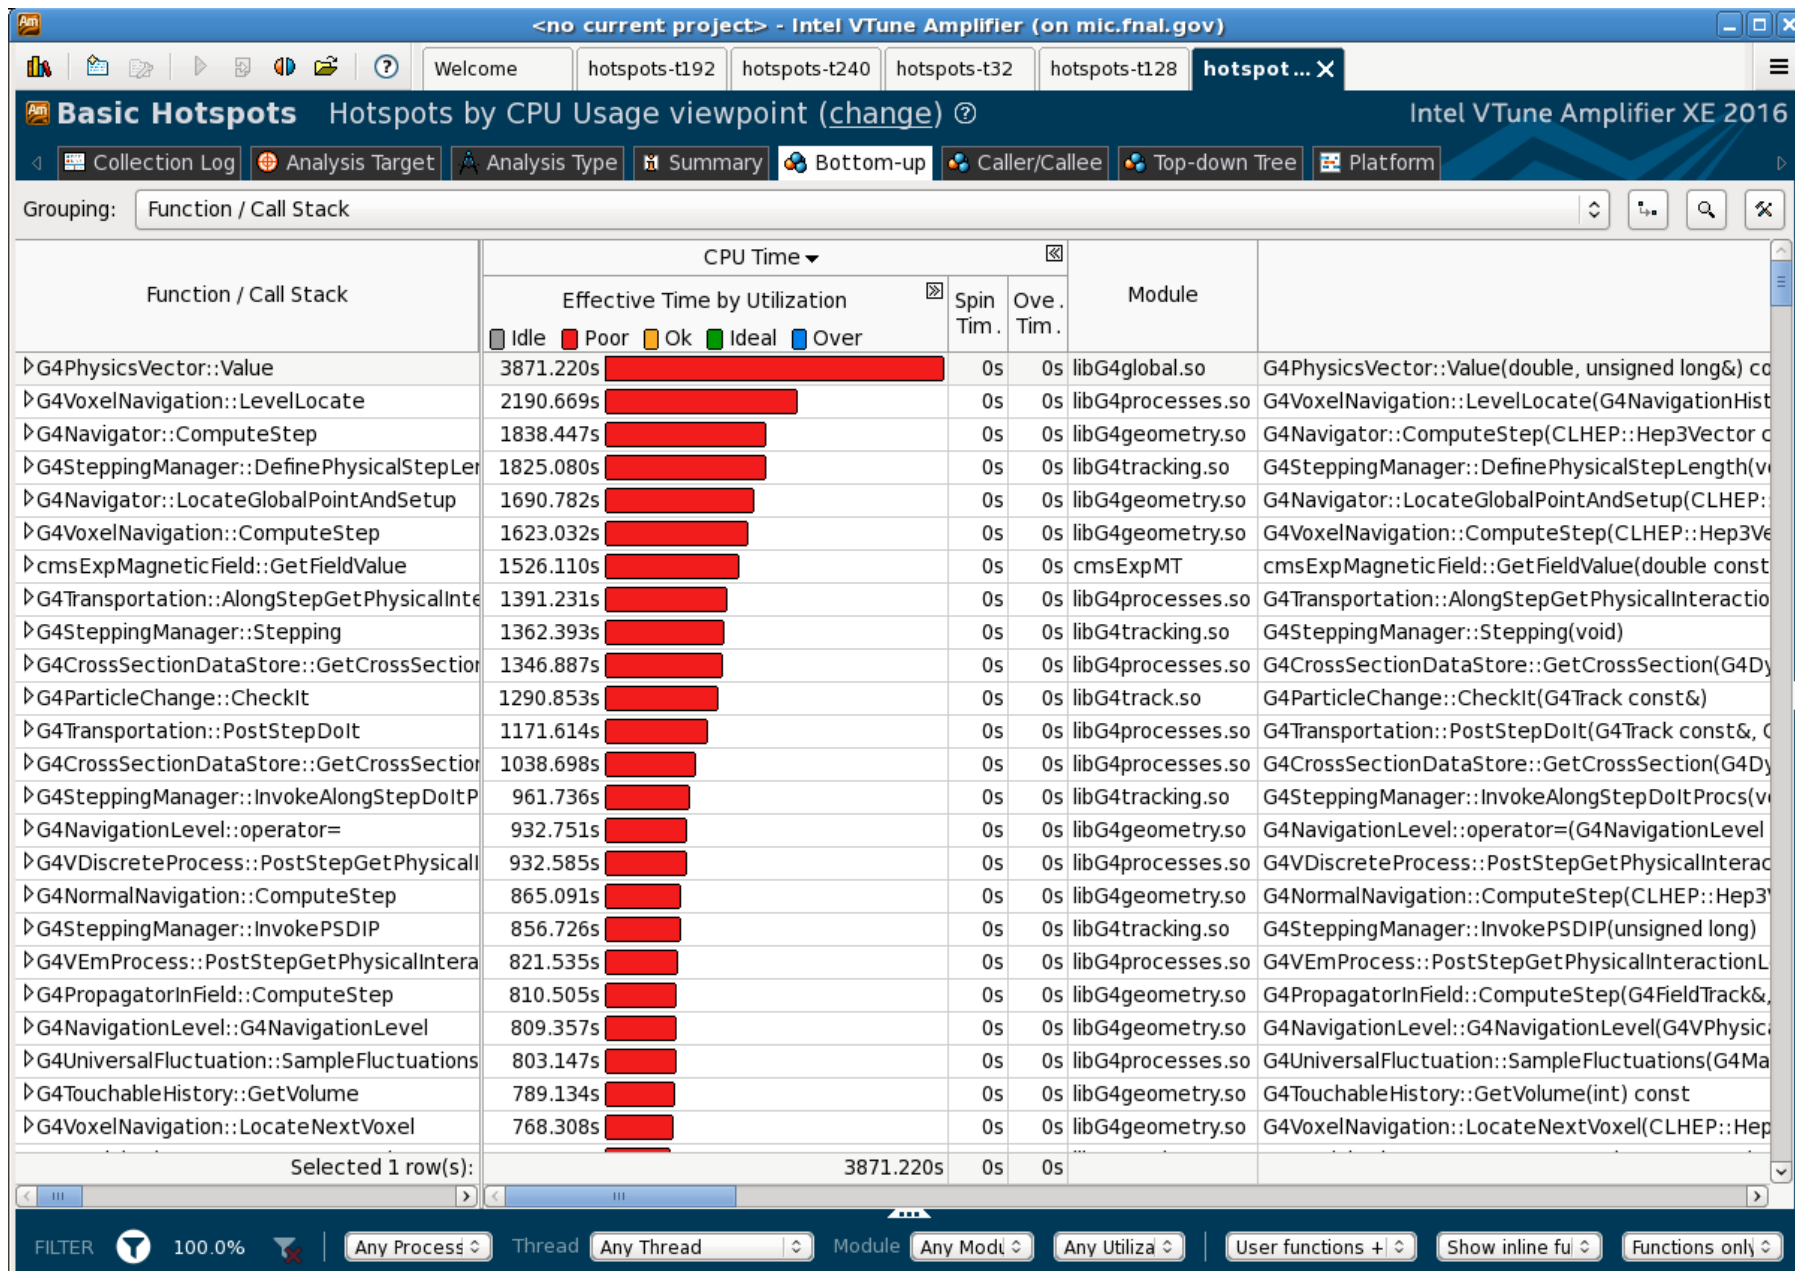 Am <no current project> - Intel VTune Amplifier (on mic.fnal.gov)
Welcome hotspots-t192 hotspots-t240 hotspots-t32 hotspots-t128 hotspot ... X
Am Basic Hotspots Hotspots by CPU Usage viewpoint (change) ? Intel VTune Amplifier XE 2016
Collection Log Analysis Target Analysis Type Summary Bottom-up Caller/Callee Top-down Tree Platform
Grouping: Function / Call Stack
CPU Time
Function / Call Stack Effective Time by Utilization Spin Tim. Ove. Tim. Module
Idle Poor Ok Ideal Over
G4PhysicsVector::Value 3871.220s 0s 0s libG4global.so G4PhysicsVector::Value(double, unsigned long&) co
G4VoxelNavigation::LevelLocate 2190.669s 0s 0s libG4processes.so G4VoxelNavigation::LevelLocate(G4NavigationHist
G4Navigator::ComputeStep 1838.447s 0s 0s libG4geometry.so G4Navigator::ComputeStep(CLHEP::Hep3Vector c
G4SteppingManager::DefinePhysicalStepLer 1825.080s 0s 0s libG4tracking.so G4SteppingManager::DefinePhysicalStepLength(v
G4Navigator::LocateGlobalPointAndSetup 1690.782s 0s 0s libG4geometry.so G4Navigator::LocateGlobalPointAndSetup(CLHEP::
G4VoxelNavigation::ComputeStep 1623.032s 0s 0s libG4geometry.so G4VoxelNavigation::ComputeStep(CLHEP::Hep3Ve
cmsExpMagneticField::GetFieldValue 1526.110s 0s 0s cmsExpMT cmsExpMagneticField::GetFieldValue(double const
G4Transportation::AlongStepGetPhysicalInte 1391.231s 0s 0s libG4processes.so G4Transportation::AlongStepGetPhysicalInteractio
G4SteppingManager::Stepping 1362.393s 0s 0s libG4tracking.so G4SteppingManager::Stepping(void)
G4CrossSectionDataStore::GetCrossSection 1346.887s 0s 0s libG4processes.so G4CrossSectionDataStore::GetCrossSection(G4Dy
G4ParticleChange::CheckIt 1290.853s 0s 0s libG4track.so G4ParticleChange::CheckIt(G4Track const&)
G4Transportation::PostStepDoIt 1171.614s 0s 0s libG4processes.so G4Transportation::PostStepDoIt(G4Track const&, G
G4CrossSectionDataStore::GetCrossSection 1038.698s 0s 0s libG4processes.so G4CrossSectionDataStore::GetCrossSection(G4Dy
G4SteppingManager::InvokeAlongStepDoItP 961.736s 0s 0s libG4tracking.so G4SteppingManager::InvokeAlongStepDoItProcs(v
G4NavigationLevel::operator= 932.751s 0s 0s libG4geometry.so G4NavigationLevel::operator=(G4NavigationLevel
G4VDiscreteProcess::PostStepGetPhysicalI 932.585s 0s 0s libG4processes.so G4VDiscreteProcess::PostStepGetPhysicalInterac
G4NormalNavigation::ComputeStep 865.091s 0s 0s libG4geometry.so G4NormalNavigation::ComputeStep(CLHEP::Hep3V
G4SteppingManager::InvokePSDIP 856.726s 0s 0s libG4tracking.so G4SteppingManager::InvokePSDIP(unsigned long)
G4VEmProcess::PostStepGetPhysicalIntera 821.535s 0s 0s libG4processes.so G4VEmProcess::PostStepGetPhysicalInteractionL
G4PropagatorInField::ComputeStep 810.505s 0s 0s libG4geometry.so G4PropagatorInField::ComputeStep(G4FieldTrack&,
G4NavigationLevel::G4NavigationLevel 809.357s 0s 0s libG4geometry.so G4NavigationLevel::G4NavigationLevel(G4VPhysic
G4UniversalFluctuation::SampleFluctuations 803.147s 0s 0s libG4processes.so G4UniversalFluctuation::SampleFluctuations(G4Ma
G4TouchableHistory::GetVolume 789.134s 0s 0s libG4geometry.so G4TouchableHistory::GetVolume(int) const
G4VoxelNavigation::LocateNextVoxel 768.308s 0s 0s libG4geometry.so G4VoxelNavigation::LocateNextVoxel(CLHEP::Hep
Selected 1 row(s): 3871.220s 0s 0s
FILTER 100.0% Any Process Thread Any Thread Module Any Modu Any Utiliza User functions + Show inline fu Functions only